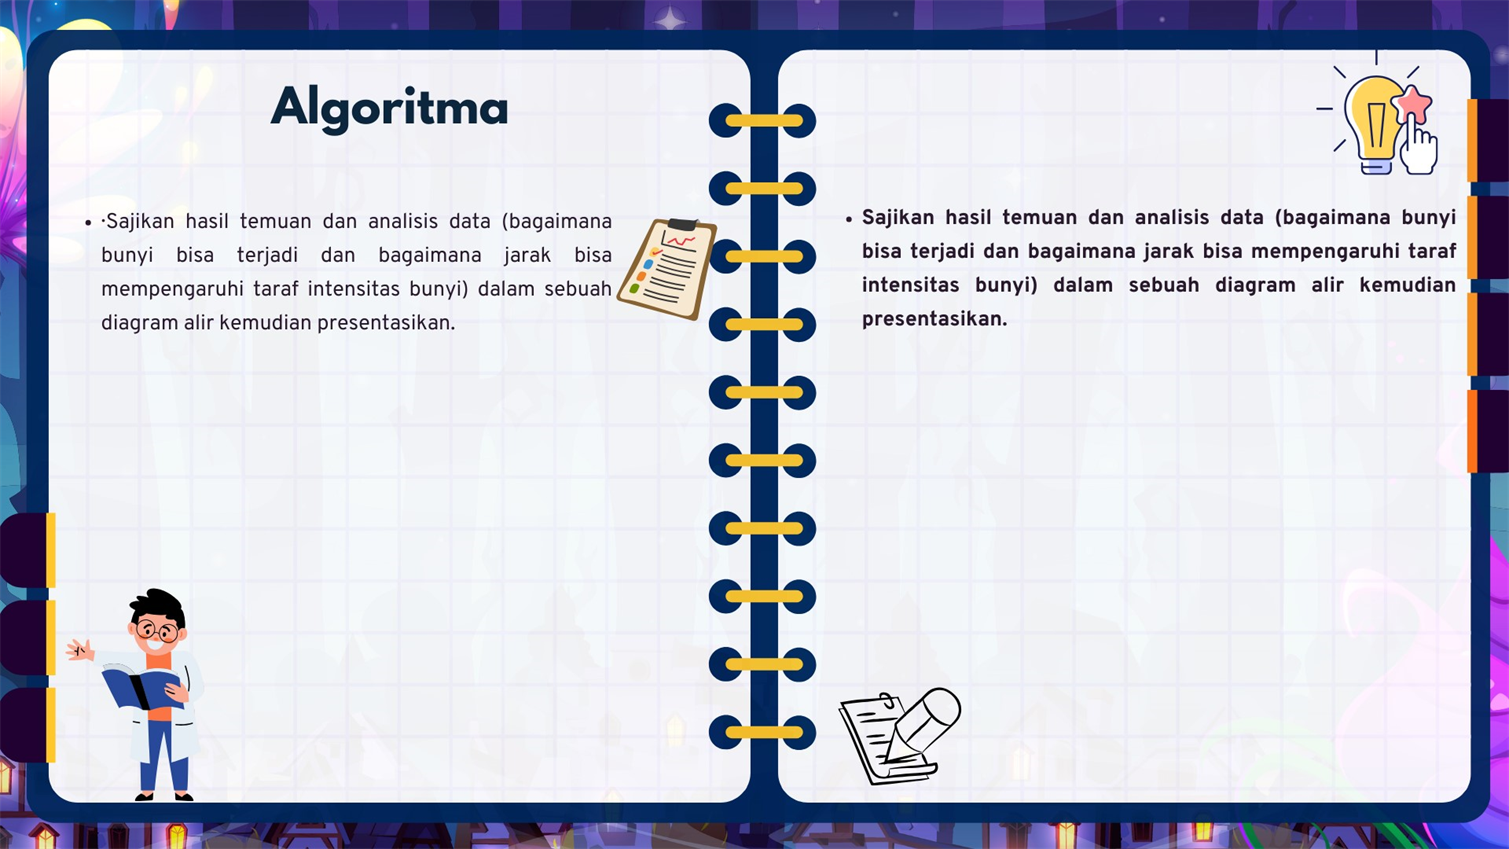 Algoritma
• ·Sajikan hasil temuan dan analisis data (bagaimana
bunyi bisa terjadi dan bagaimana jarak bisa
mempengaruhi taraf intensitas bunyi) dalam sebuah
diagram alir kemudian presentasikan.
• Sajikan hasil temuan dan analisis data (bagaimana bunyi
bisa terjadi dan bagaimana jarak bisa mempengaruhi taraf
intensitas bunyi) dalam sebuah diagram alir kemudian
presentasikan.